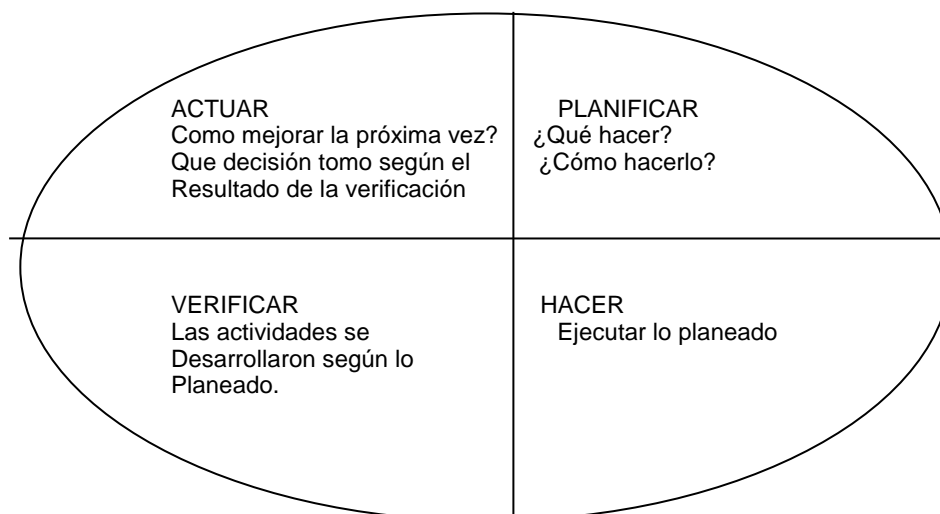 ACTUAR
Como mejorar la próxima vez?
Que decisión tomo según el
Resultado de la verificación
PLANIFICAR
¿Qué hacer?
¿Cómo hacerlo?
VERIFICAR
Las actividades se
Desarrollaron según lo
Planeado.
HACER
Ejecutar lo planeado